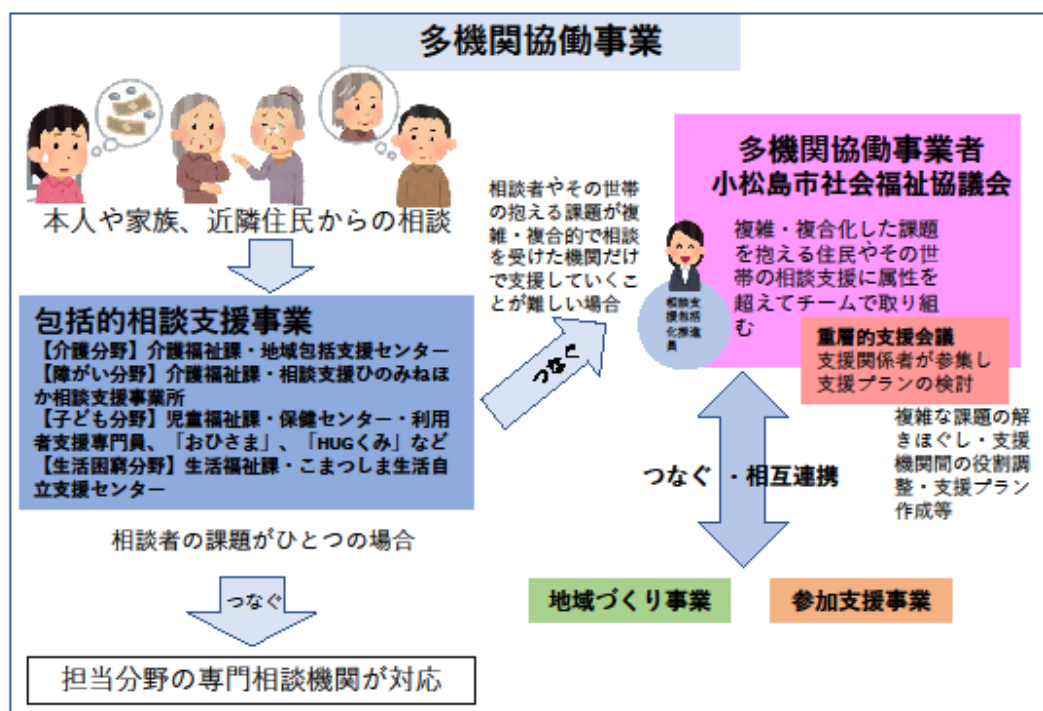 多機関協働事業
本人や家族、近隣住民からの相談
包括的相談支援事業
【介護分野】介護福祉課・地域包括支援センター
【障がい分野】介護福祉課・相談支援ひのみねほ
か相談支援事業所
【子ども分野】児童福祉課・保健センター・利用
者支援専門員、「おひさま」、「HUGくみ」など
【生活困窮分野】生活福祉課・こまつしま生活自
立支援センター
相談者の課題がひとつの場合
つなぐ
担当分野の専門相談機関が対応
相談者やその世帯
の抱える課題が複
雑・複合的で相談
を受けた機関だけ
で支援していくこ
とが難しい場合
つなぐ
多機関協働事業者
小松島市社会福祉協議会
複雑・複合化した課題
を抱える住民やその世
帯の相談支援に属性を
超えてチームで取り組
む
相談支
援包括
化推進
員
重層的支援会議
支援関係者が参集し
支援プランの検討
複雑な課題の解
きほぐし・支援
機関間の役割調
整・支援プラン
作成等
つなぐ・相互連携
地域づくり事業
参加支援事業